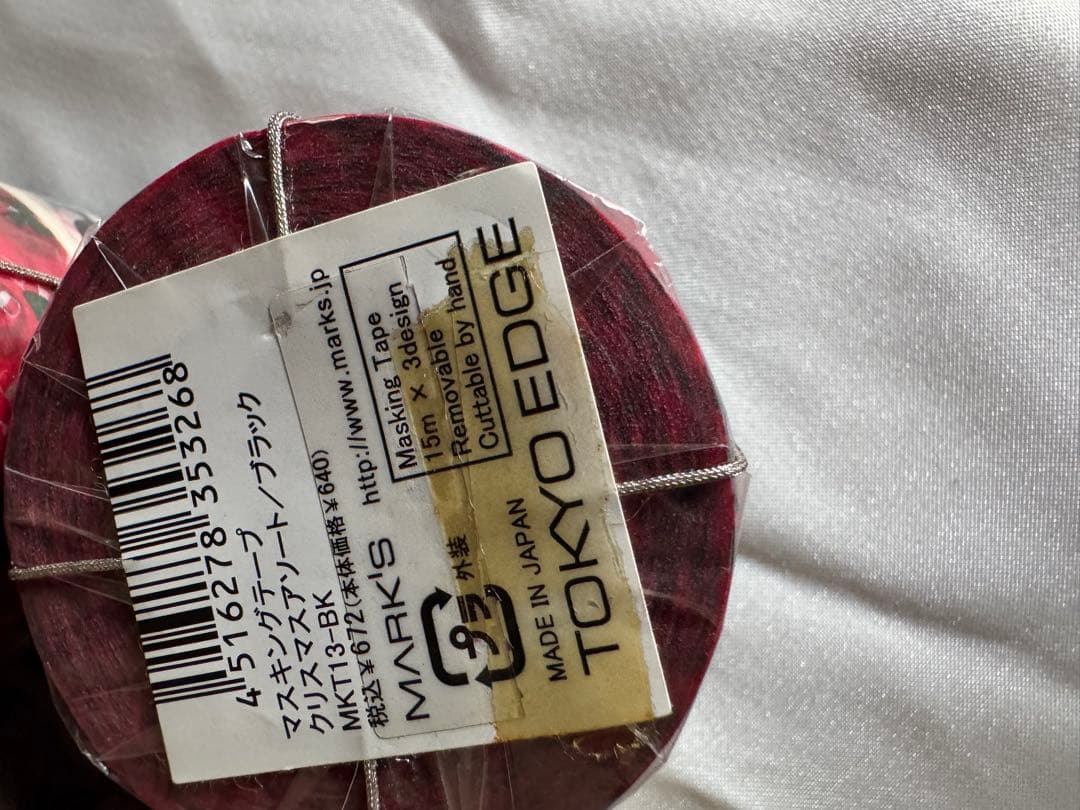 4 516278 353268
マスキングテープ
クリスマスアソート/ブラック
MKT13-BK
税込¥672(本体価格¥640)
MARK'S http://www.marks.jp
プラ 外装
Masking Tape
15m × 3design
Removable
Cuttable by hand
MADE IN JAPAN
TOKYO EDGE